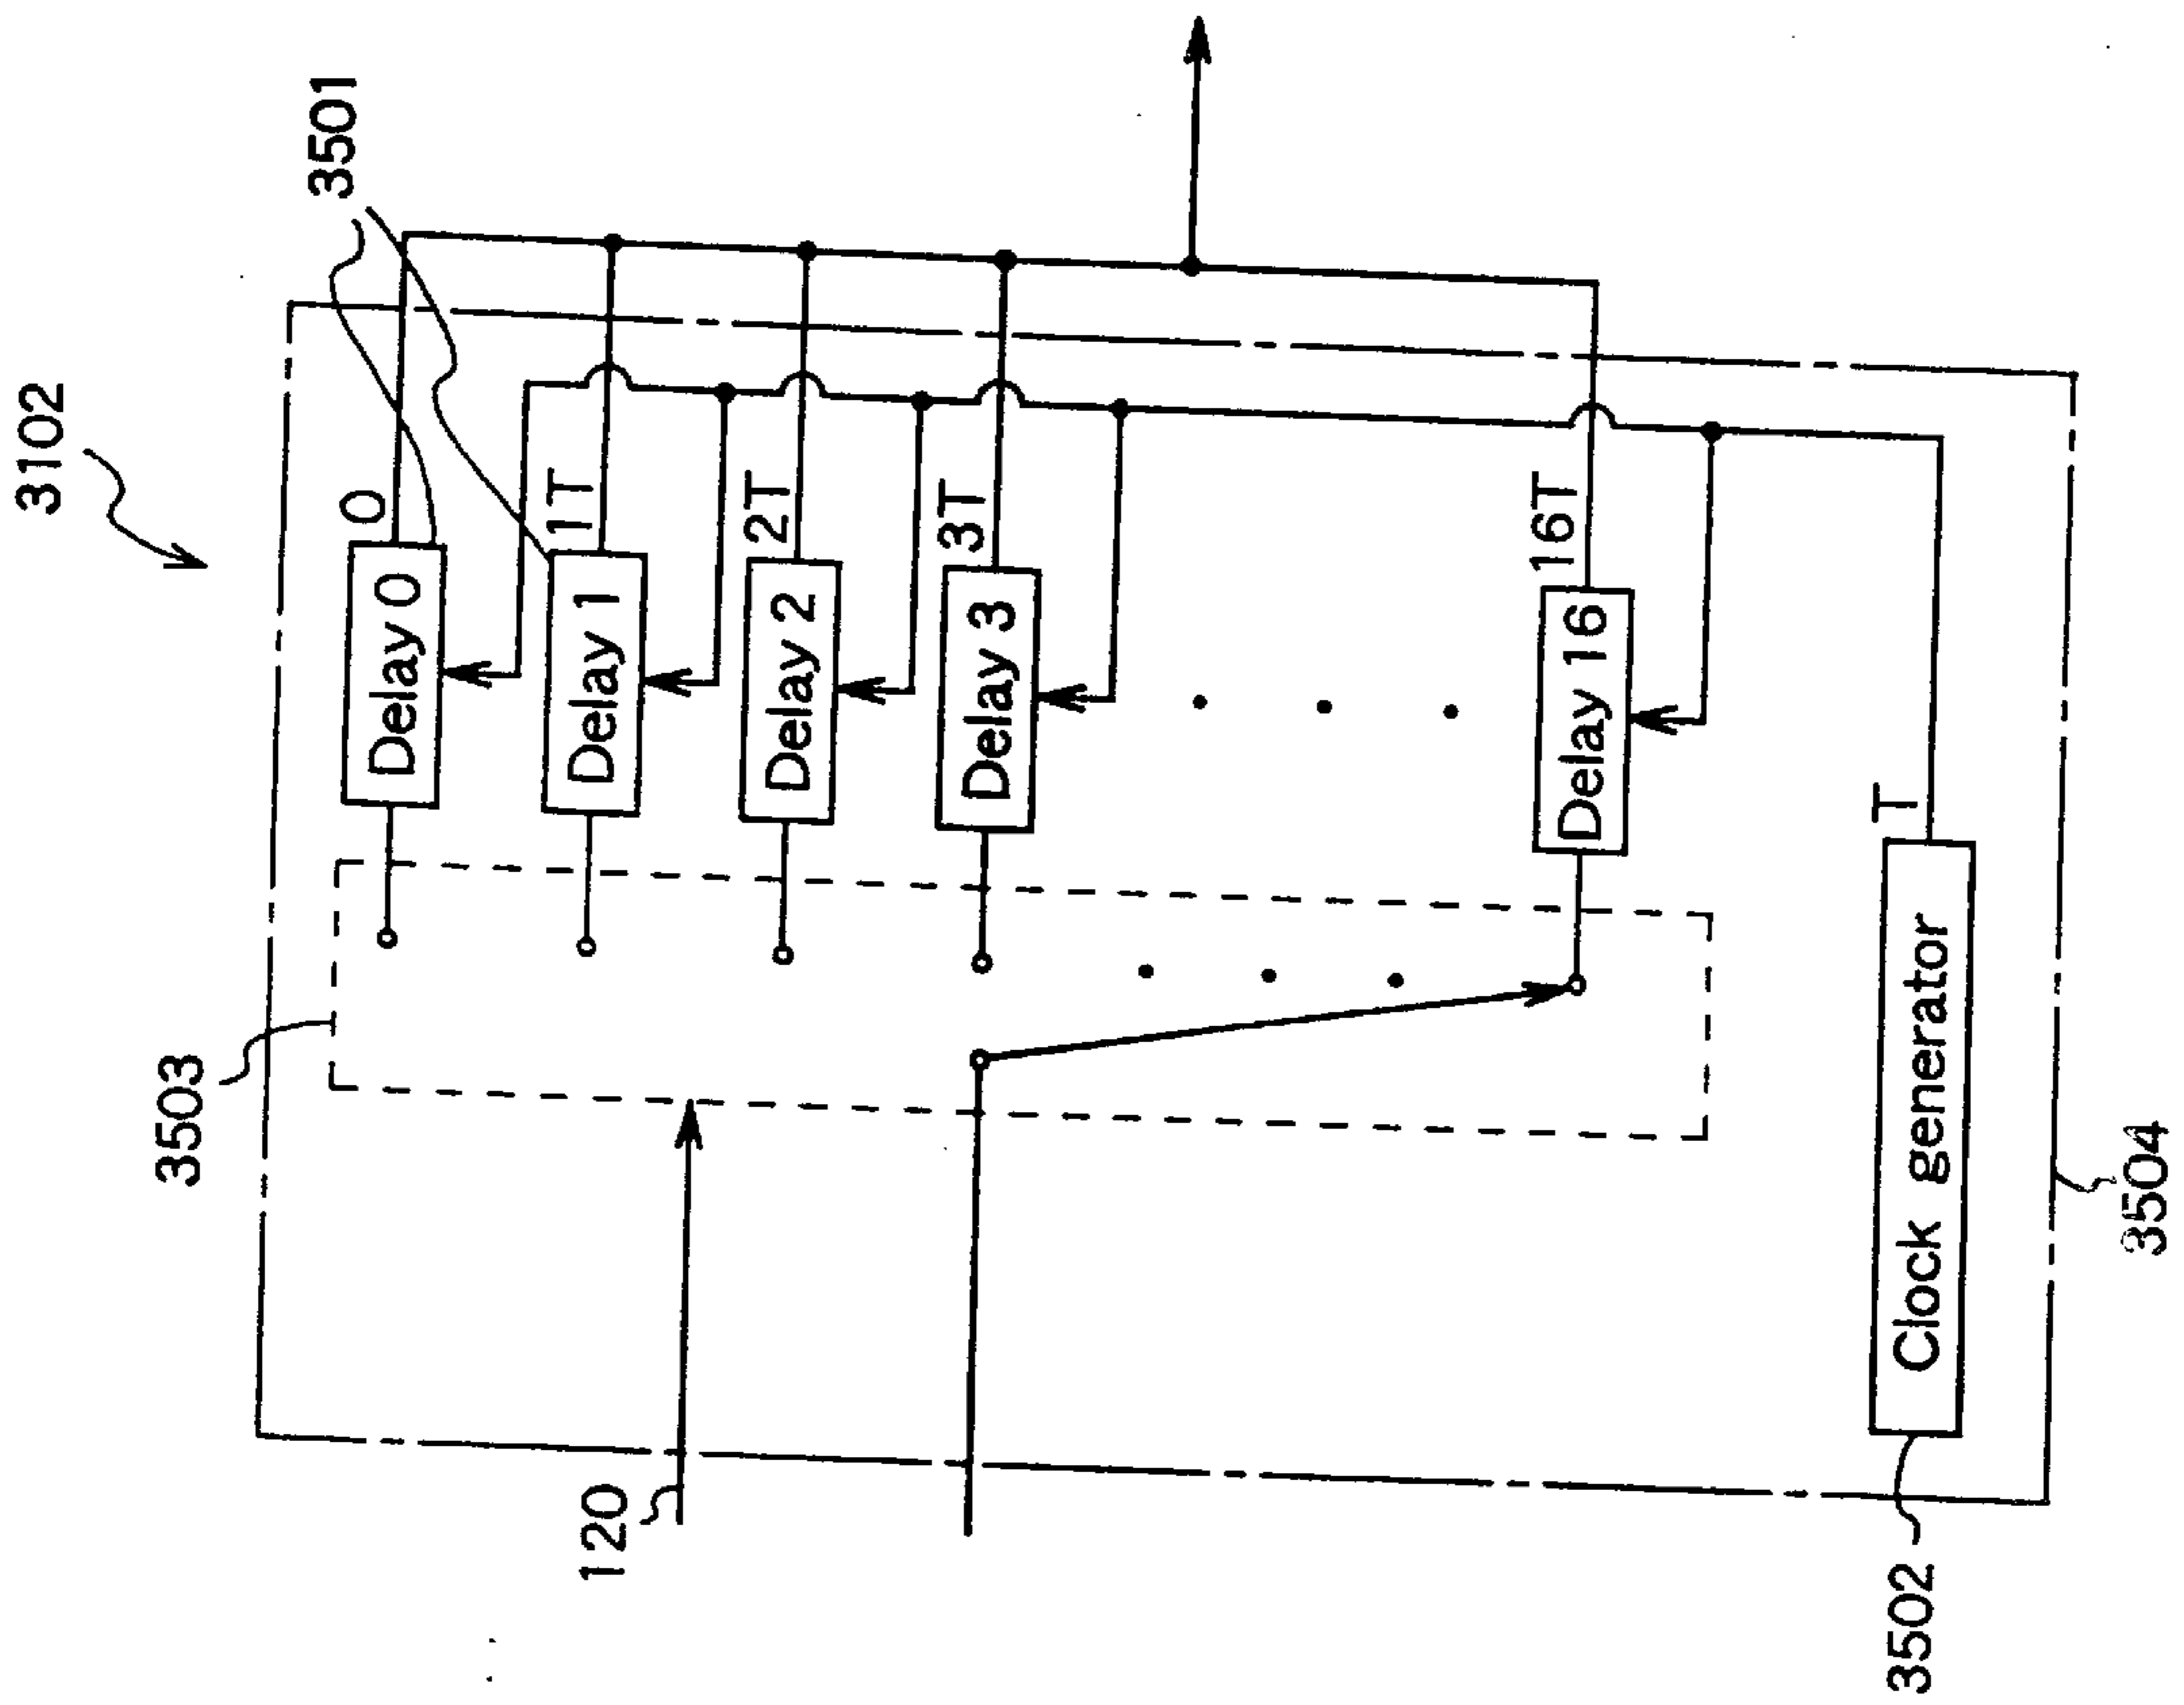 3102
3501
3503
Delay 0
0
Delay 1
1T
Delay 2
2T
Delay 3
3T
Delay 16
16T
120
Clock generator
T
3502
3504